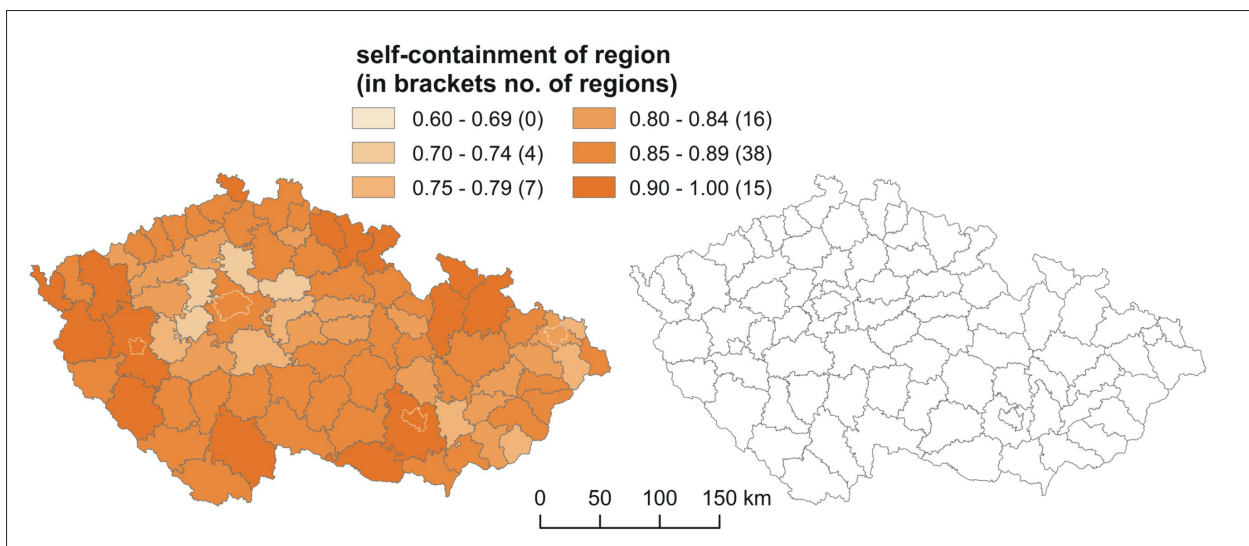 self-containment of region
(in brackets no. of regions)
0.60 - 0.69 (0)
0.70 - 0.74 (4)
0.75 - 0.79 (7)
0.80 - 0.84 (16)
0.85 - 0.89 (38)
0.90 - 1.00 (15)
0 50 100 150 km